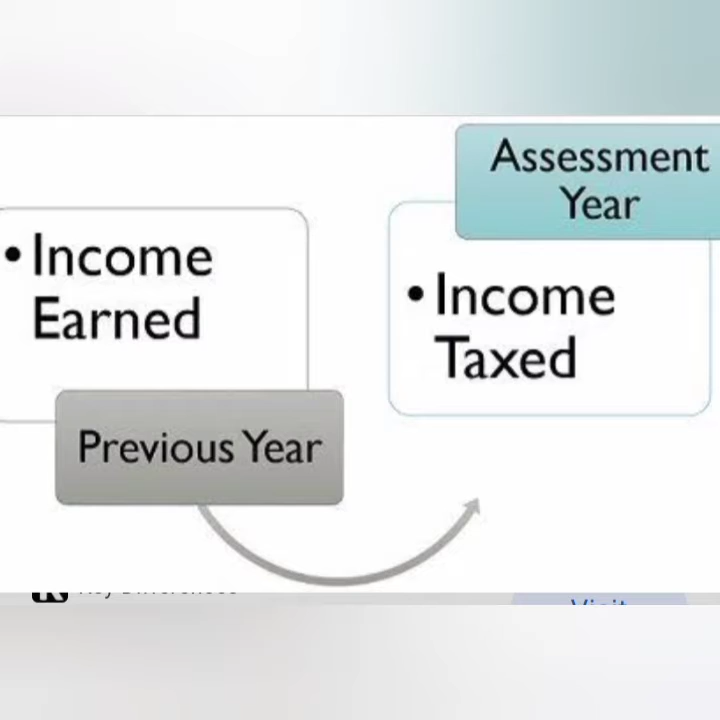 Assessment
Year
• Income
Earned
• Income
Taxed
Previous Year